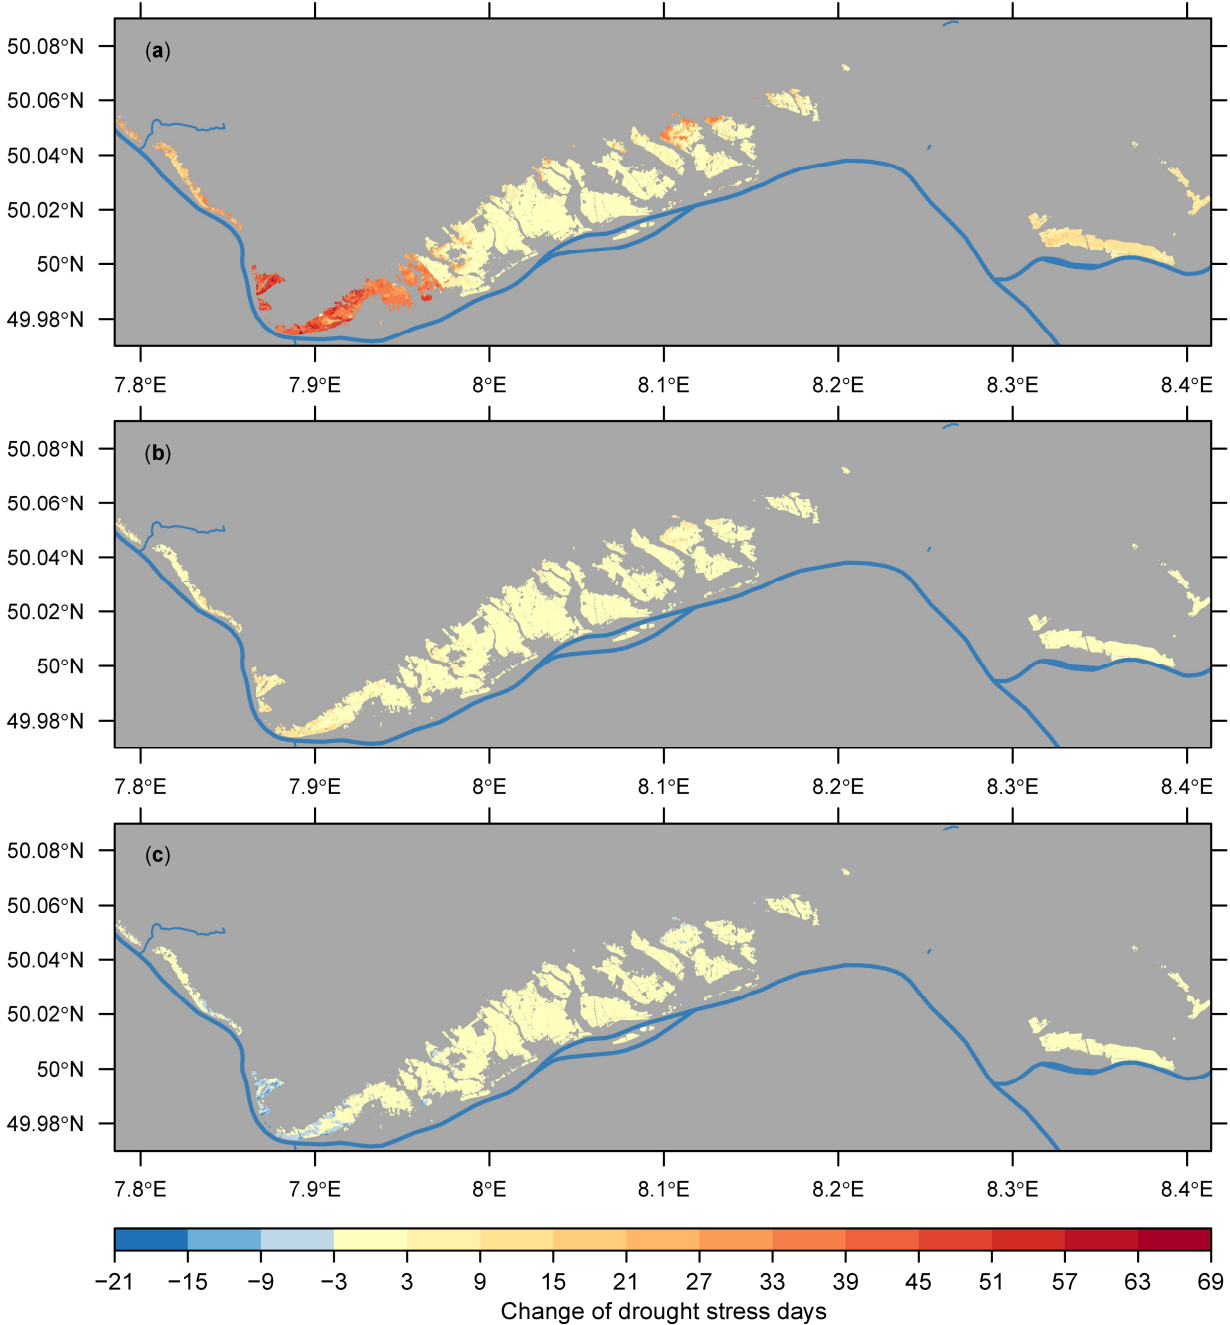 (a)
50.08°N
50.06°N
50.04°N
50.02°N
50°N
49.98°N
7.8°E 7.9°E 8°E 8.1°E 8.2°E 8.3°E 8.4°E
(b)
50.08°N
50.06°N
50.04°N
50.02°N
50°N
49.98°N
7.8°E 7.9°E 8°E 8.1°E 8.2°E 8.3°E 8.4°E
(c)
50.08°N
50.06°N
50.04°N
50.02°N
50°N
49.98°N
7.8°E 7.9°E 8°E 8.1°E 8.2°E 8.3°E 8.4°E
−21 −15 −9 −3 3 9 15 21 27 33 39 45 51 57 63 69
Change of drought stress days